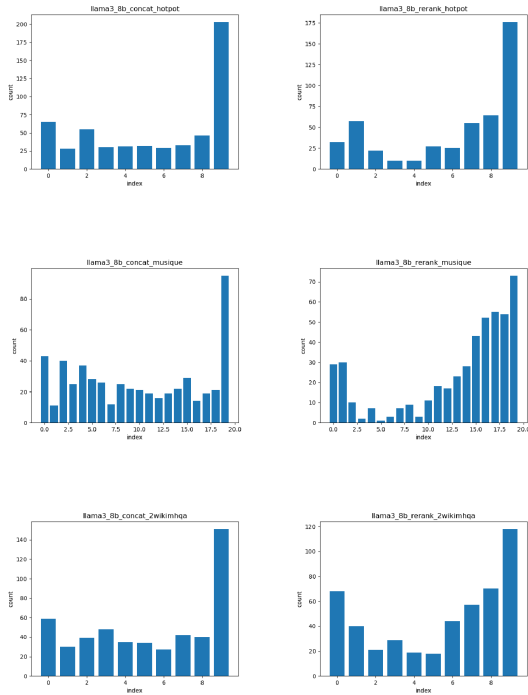 llama3_8b_concat_hotpot
200
175
150
125
100
75
50
25
0
count
0 2 4 6 8
index
llama3_8b_rerank_hotpot
175
150
125
100
75
50
25
0
count
0 2 4 6 8
index
llama3_8b_concat_musique
80
60
40
20
0
count
0.0 2.5 5.0 7.5 10.0 12.5 15.0 17.5 20.0
index
llama3_8b_rerank_musique
70
60
50
40
30
20
10
0
count
0.0 2.5 5.0 7.5 10.0 12.5 15.0 17.5 20.0
index
llama3_8b_concat_2wikimhqa
140
120
100
80
60
40
20
0
count
0 2 4 6 8
index
llama3_8b_rerank_2wikimhqa
120
100
80
60
40
20
0
count
0 2 4 6 8
index